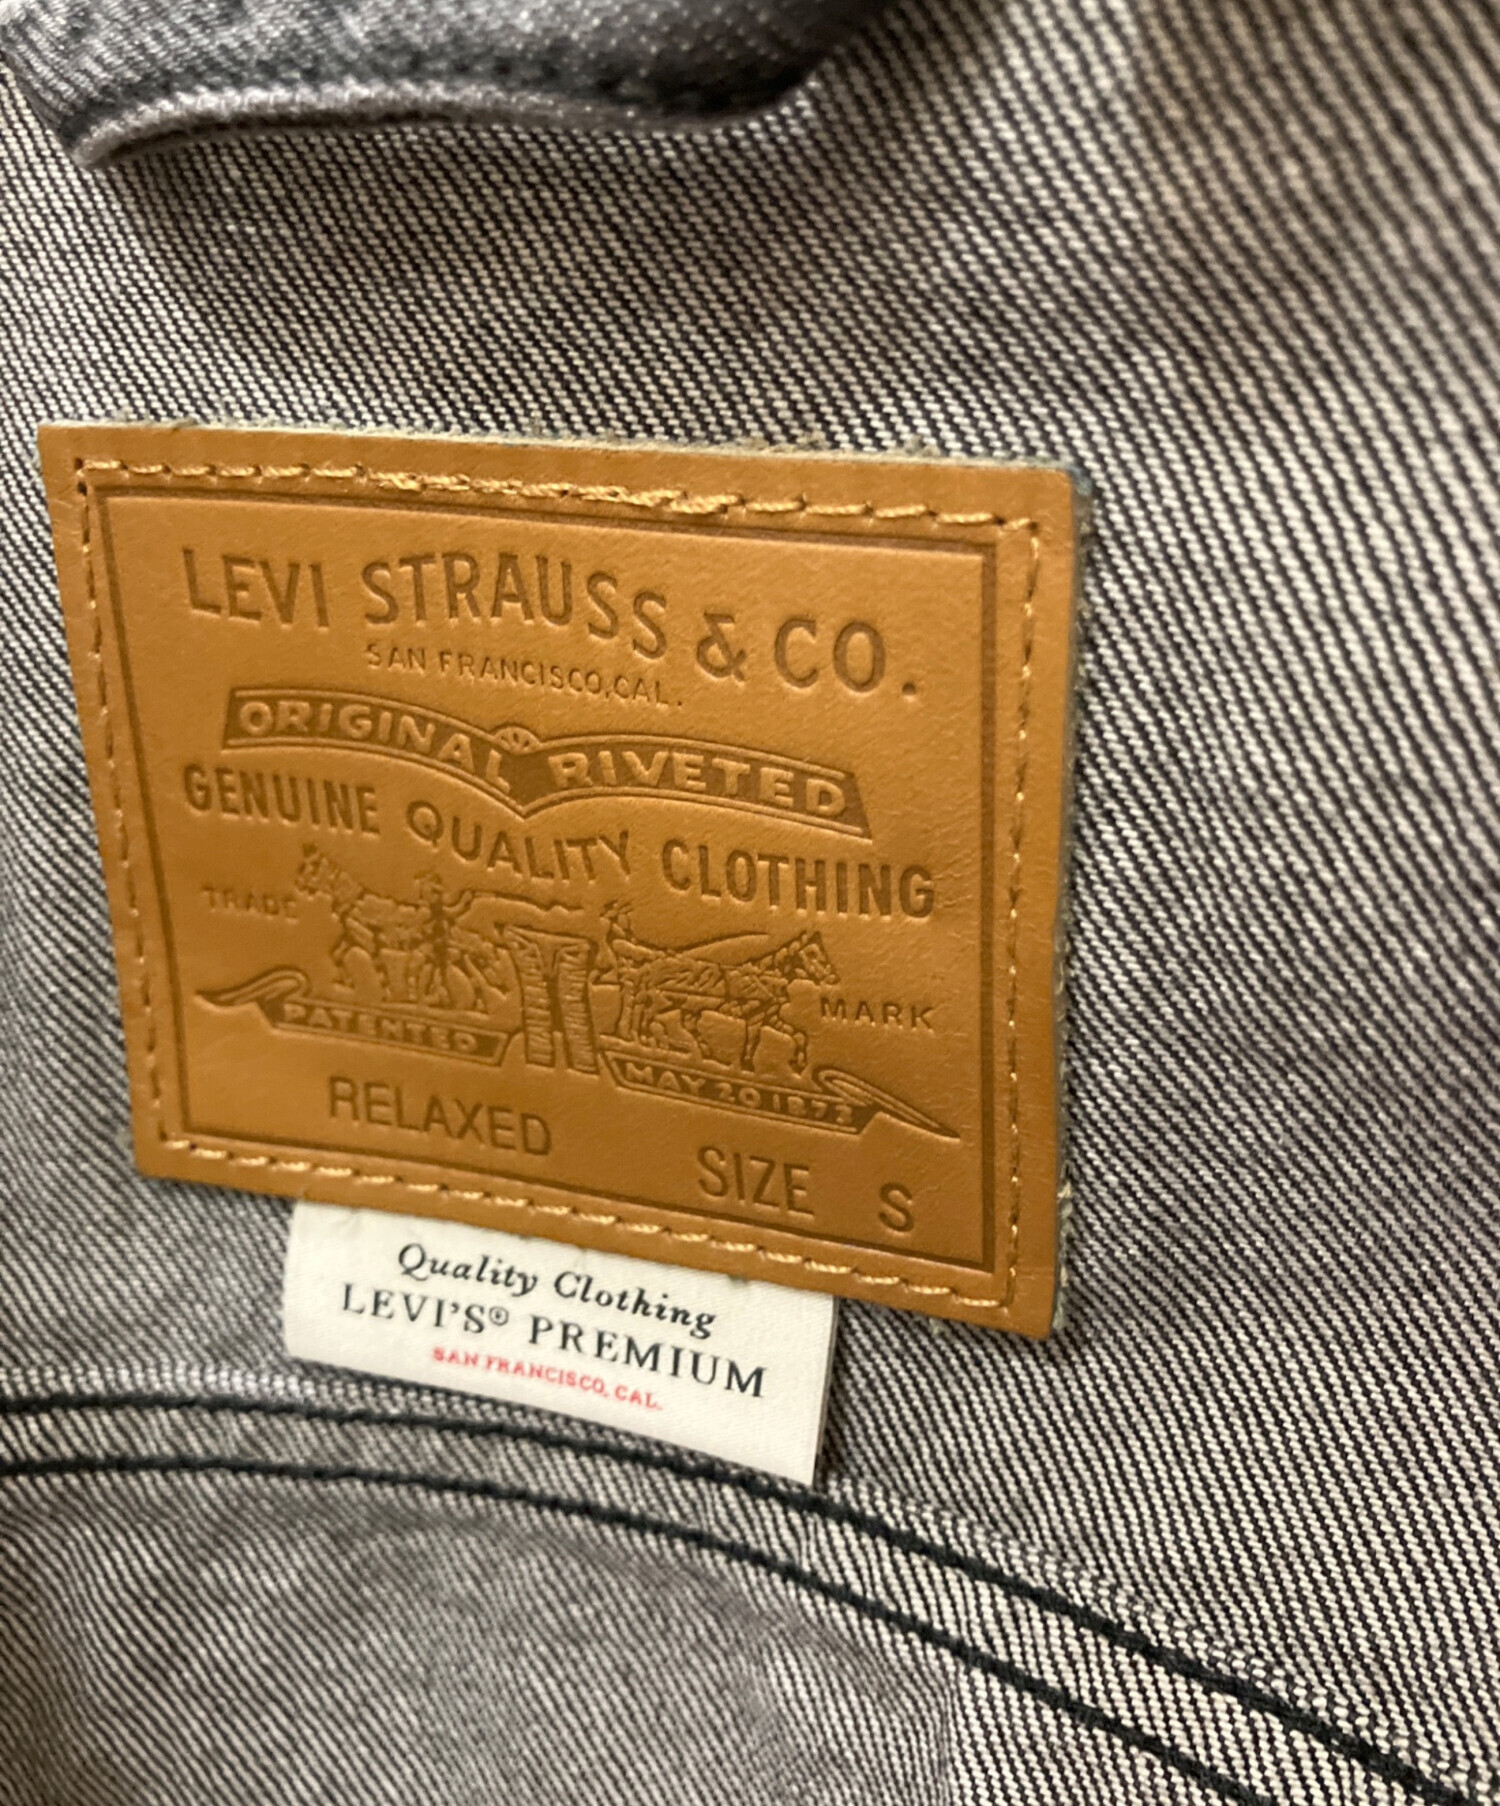 LEVI STRAUSS & CO.
SAN FRANCISCO, CAL.
ORIGINAL RIVETED
GENUINE QUALITY CLOTHING
TRADE MARK
PATENTED MAY 20 1873
RELAXED SIZE S
Quality Clothing
LEVI'S® PREMIUM
SAN FRANCISCO, CAL.